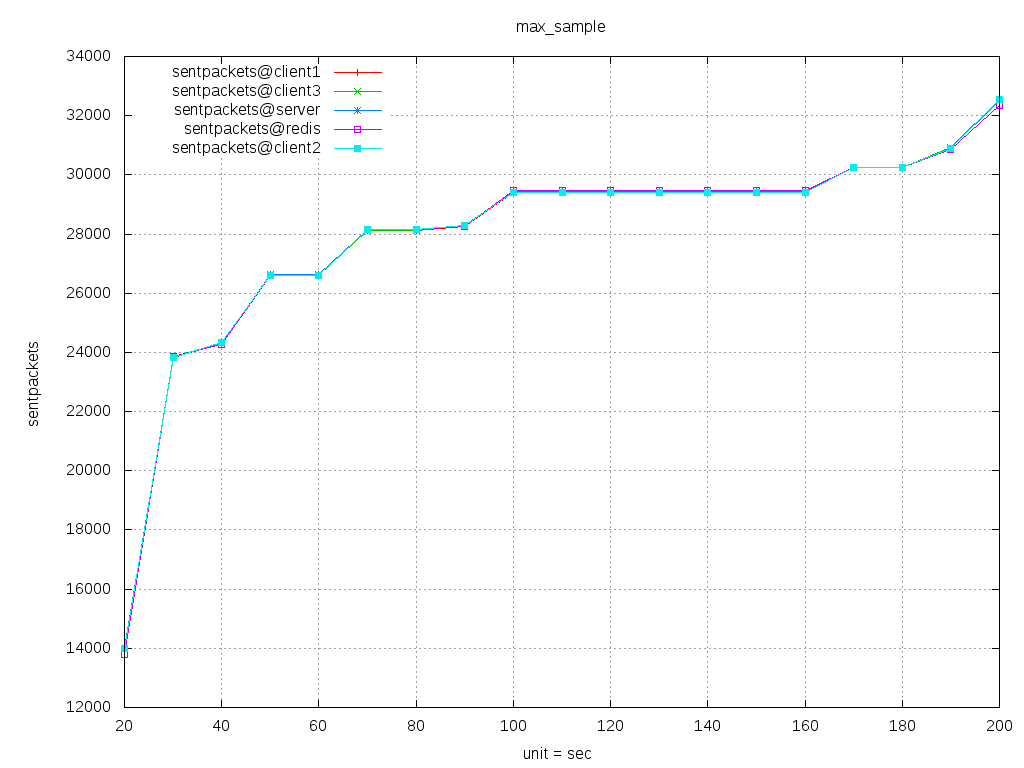 max_sample
34000
32000
30000
28000
26000
24000
22000
20000
18000
16000
14000
12000
sentpackets@client1
sentpackets@client3
sentpackets@server
sentpackets@redis
sentpackets@client2
sentpackets
20 40 60 80 100 120 140 160 180 200
unit = sec